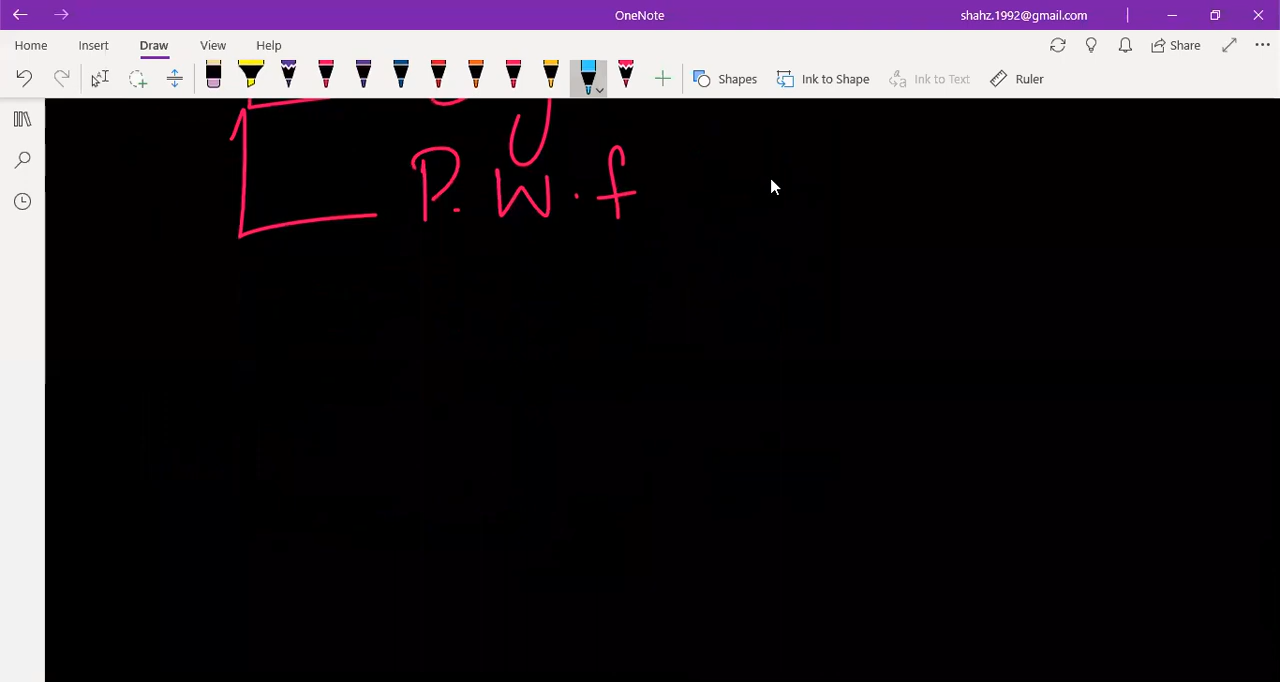 OneNote
shahz.1992@gmail.com
Home Insert Draw View Help
Share
Shapes Ink to Shape Ink to Text Ruler
P. W. f